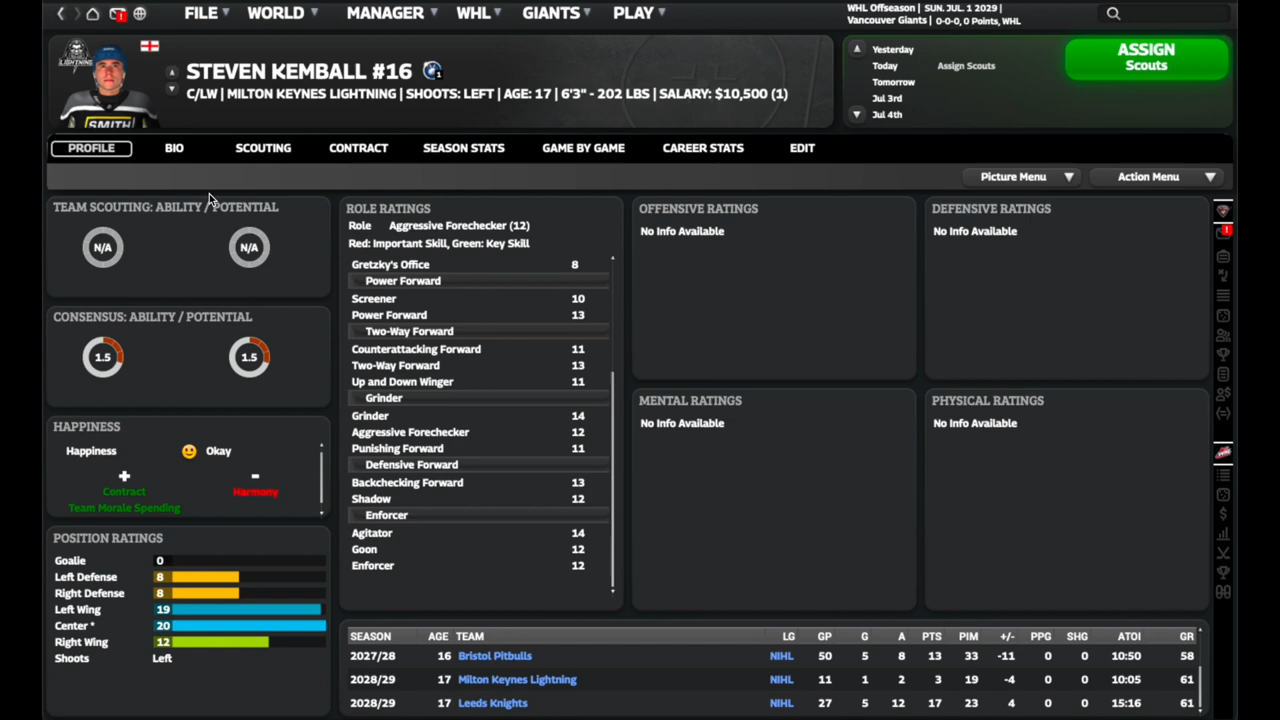 FILE WORLD MANAGER WHL GIANTS PLAY
WHL Offseason | SUN. JUL. 1 2029
Vancouver Giants | 0-0-0, 0 Points, WHL
LIGHTNING
SMITH
STEVEN KEMBALL #16
1
C/LW | MILTON KEYNES LIGHTNING | SHOOTS: LEFT | AGE: 17 | 6'3" - 202 LBS | SALARY: $10,500 (1)
Yesterday
Today Assign Scouts
Tomorrow
Jul 3rd
Jul 4th
ASSIGN
Scouts
PROFILE BIO SCOUTING CONTRACT SEASON STATS GAME BY GAME CAREER STATS EDIT
Picture Menu Action Menu
TEAM SCOUTING: ABILITY / POTENTIAL
N/A N/A
CONSENSUS: ABILITY / POTENTIAL
1.5 1.5
HAPPINESS
Happiness Okay
+ -
Contract Harmony
Team Morale Spending
POSITION RATINGS
Goalie 0
Left Defense 8
Right Defense 8
Left Wing 19
Center * 20
Right Wing 12
Shoots Left
ROLE RATINGS
Role Aggressive Forechecker (12)
Red: Important Skill, Green: Key Skill
Gretzky's Office 8
Power Forward
Screener 10
Power Forward 13
Two-Way Forward
Counterattacking Forward 11
Two-Way Forward 13
Up and Down Winger 11
Grinder
Grinder 14
Aggressive Forechecker 12
Punishing Forward 11
Defensive Forward
Backchecking Forward 13
Shadow 12
Enforcer
Agitator 14
Goon 12
Enforcer 12
OFFENSIVE RATINGS
No Info Available
DEFENSIVE RATINGS
No Info Available
MENTAL RATINGS
No Info Available
PHYSICAL RATINGS
No Info Available
SEASON AGE TEAM LG GP G A PTS PIM +/- PPG SHG ATOI GR
2027/28 16 Bristol Pitbulls NIHL 50 5 8 13 33 -11 0 0 10:50 58
2028/29 17 Milton Keynes Lightning NIHL 11 1 2 3 19 -4 0 0 10:05 61
2028/29 17 Leeds Knights NIHL 27 5 12 17 23 4 0 0 15:16 61